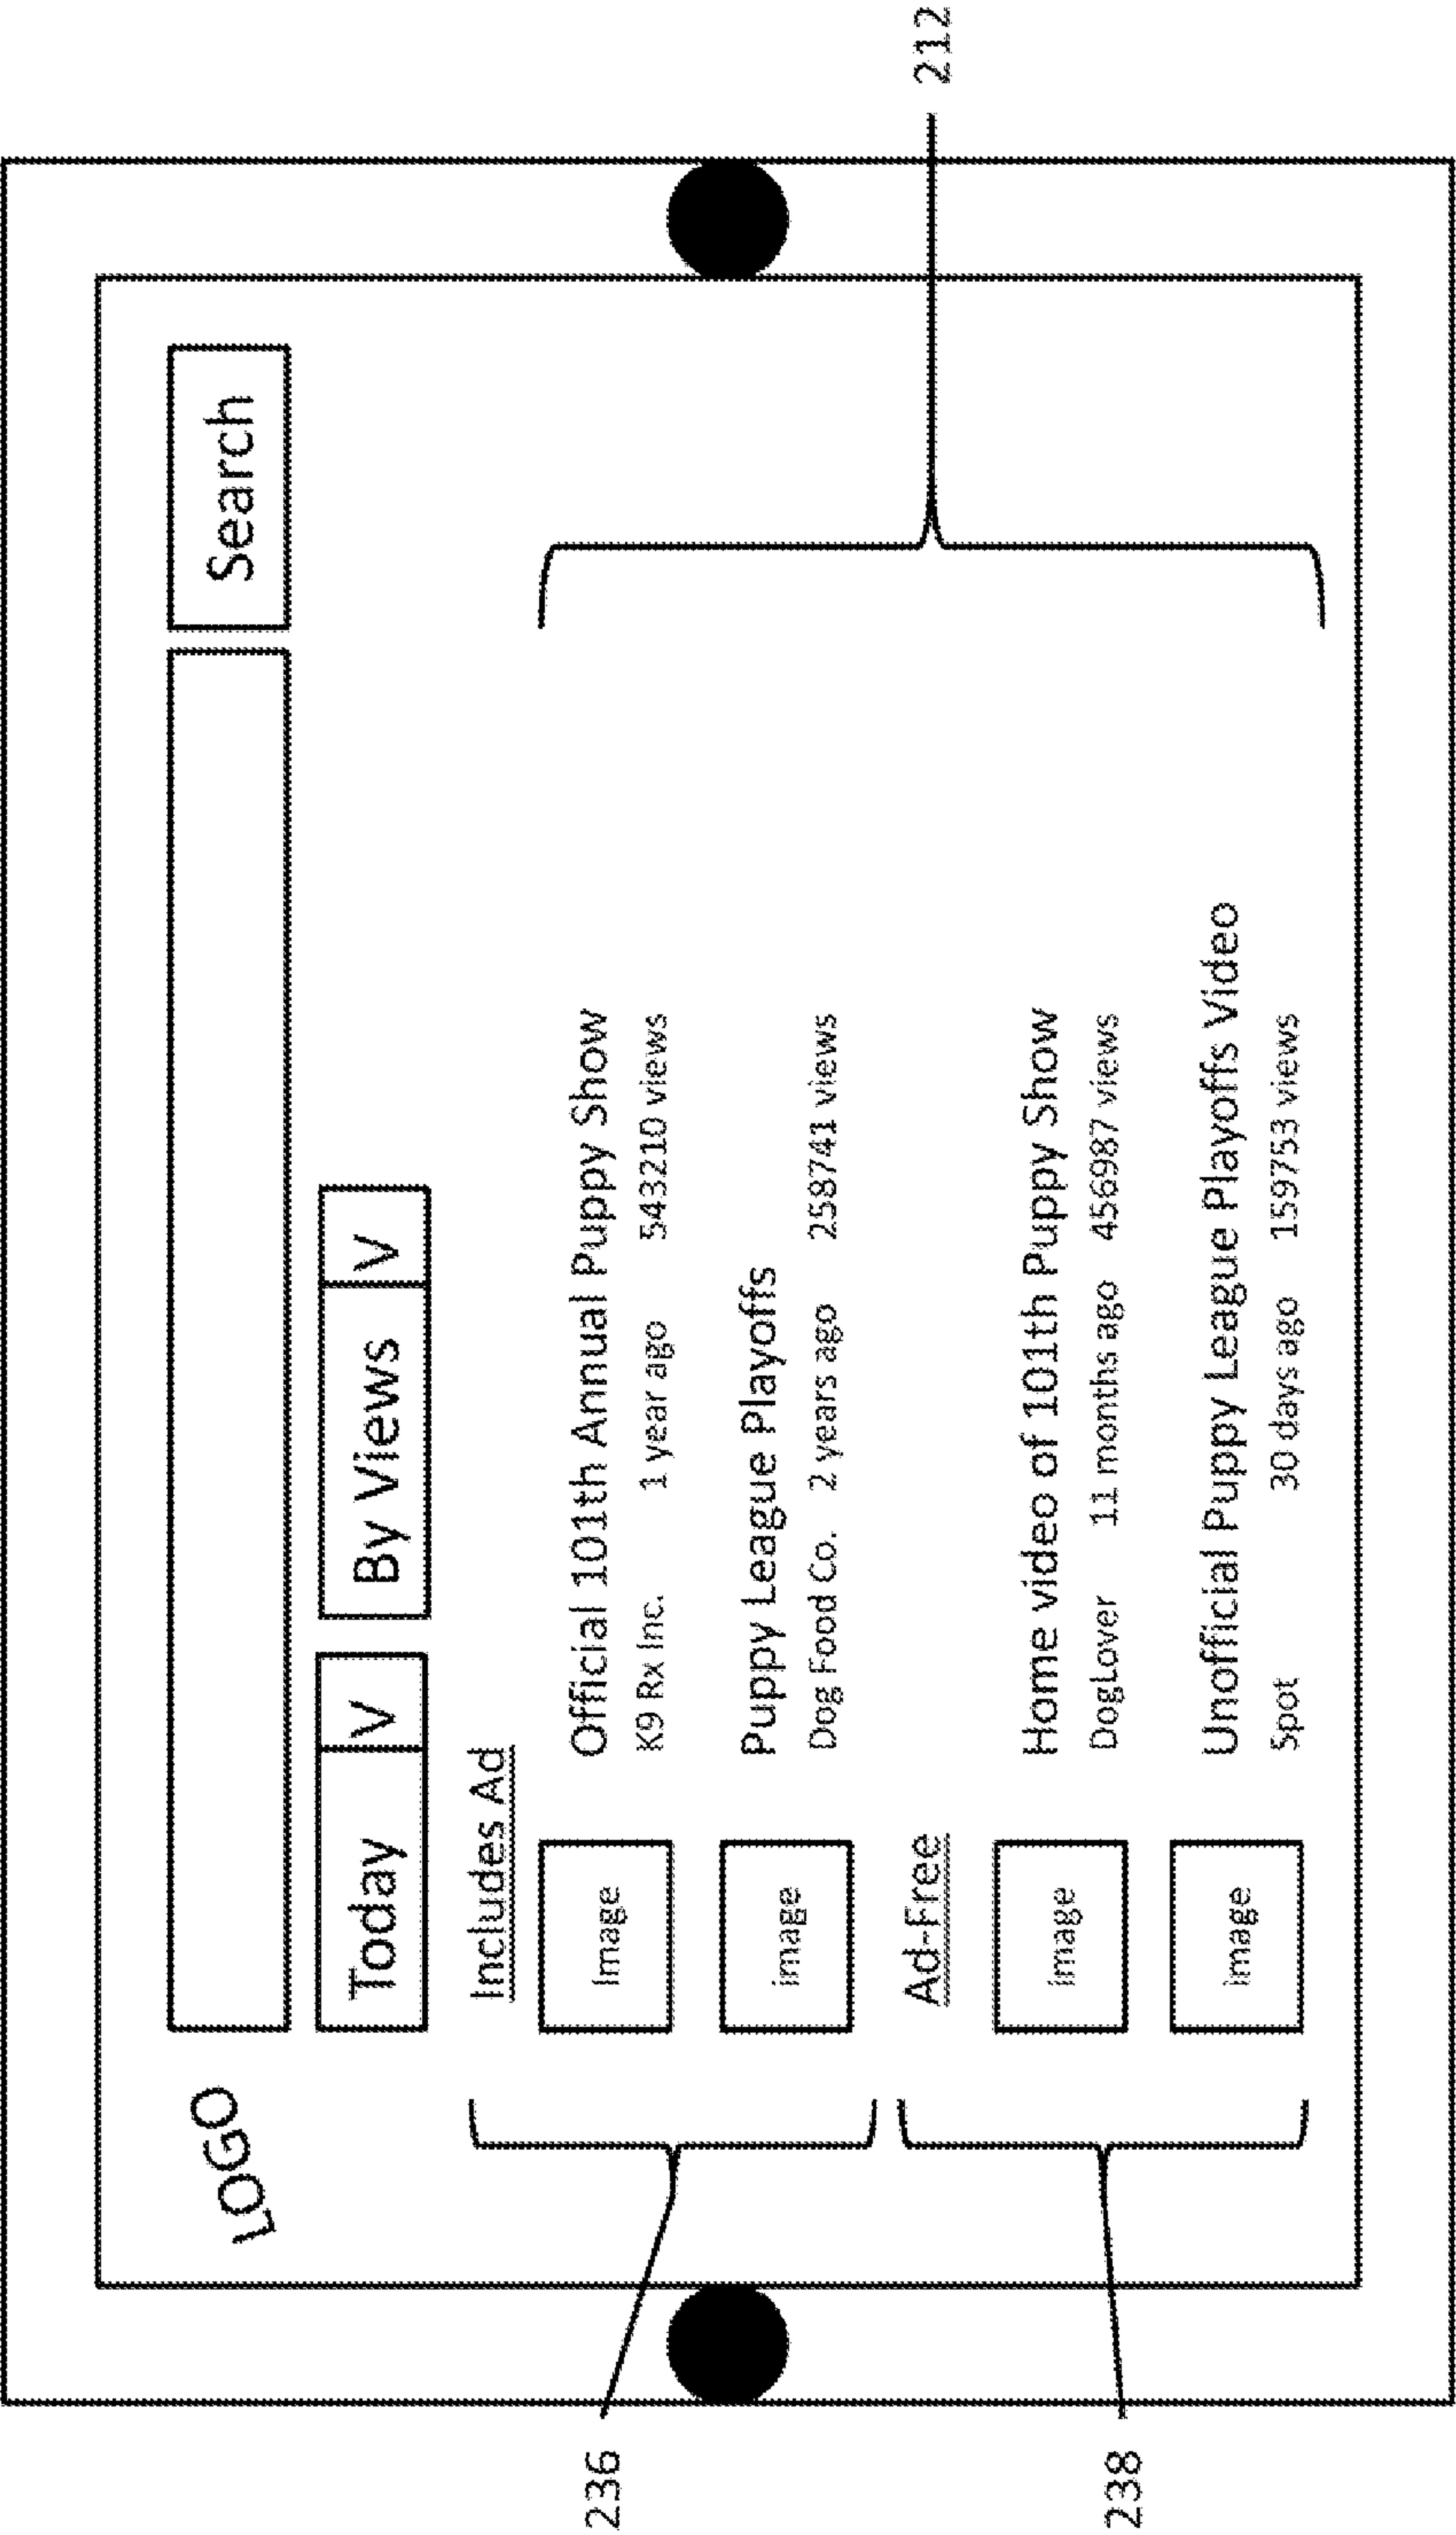 LOGO
Search
Today V
By Views V
Includes Ad
Image
Official 101th Annual Puppy Show
K9 Rx Inc. 1 year ago 543210 views
Image
Puppy League Playoffs
Dog Food Co. 2 years ago 258741 views
Ad-Free
Image
Home video of 101th Puppy Show
DogLover 11 months ago 456987 views
Image
Unofficial Puppy League Playoffs Video
Spot 30 days ago 159753 views
236
238
212